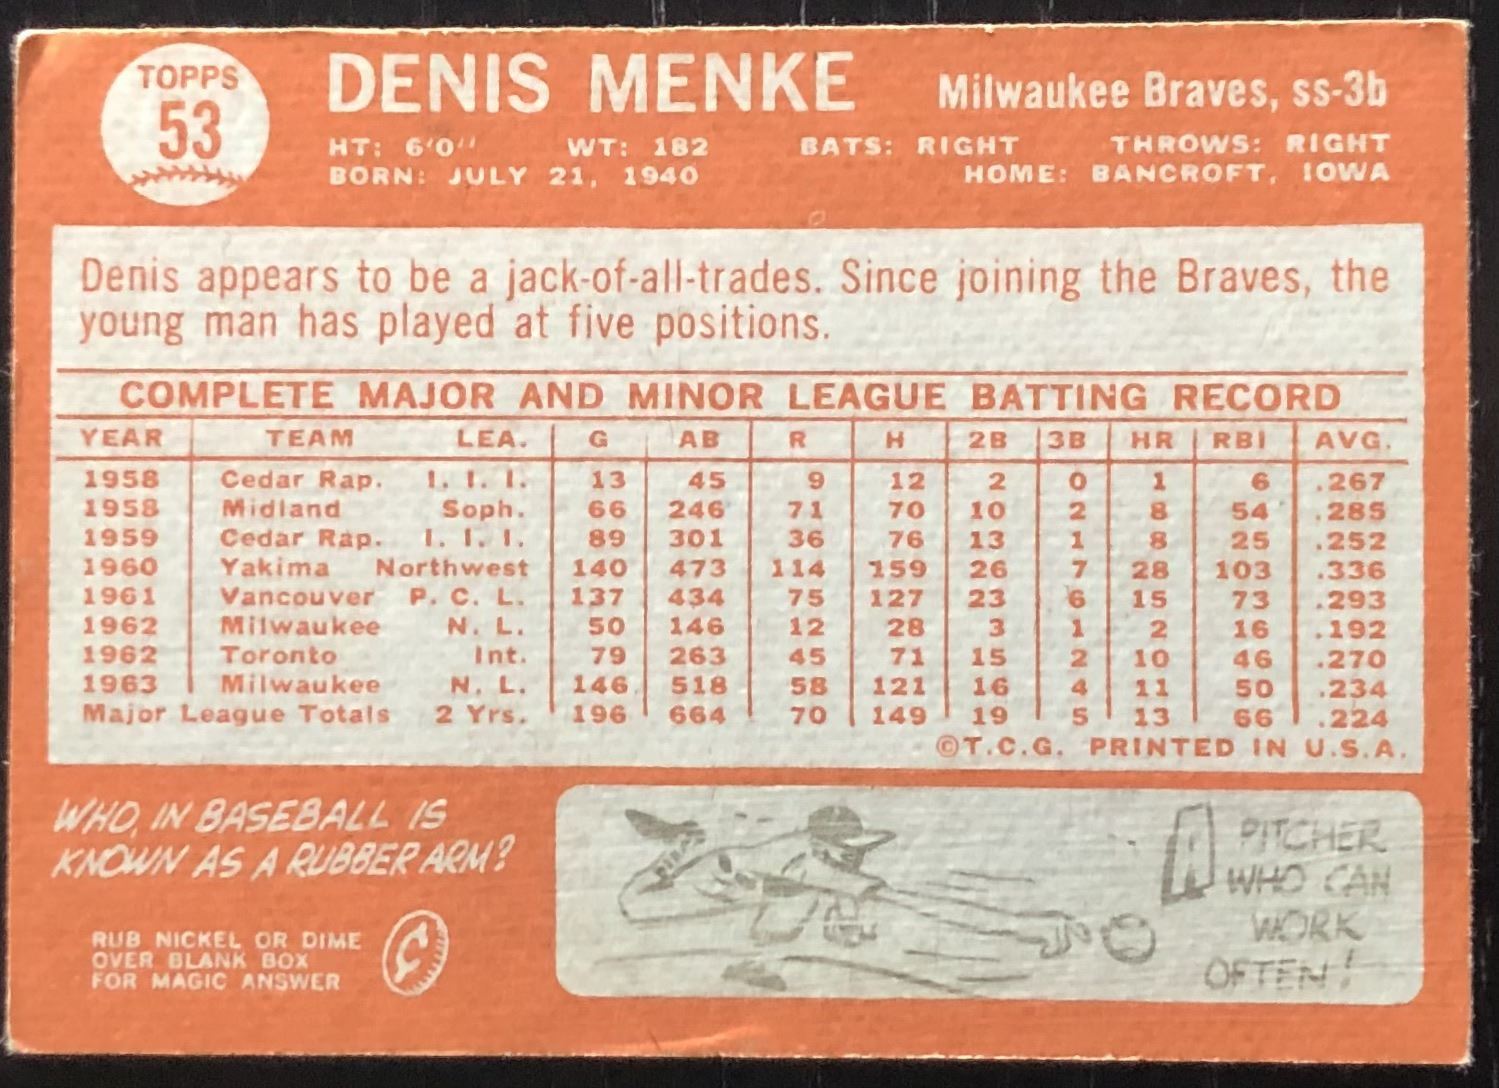 TOPPS
53
DENIS MENKE
Milwaukee Braves, ss-3b
HT: 6'0" WT: 182 BATS: RIGHT THROWS: RIGHT
BORN: JULY 21, 1940 HOME: BANCROFT, IOWA
Denis appears to be a jack-of-all-trades. Since joining the Braves, the
young man has played at five positions.
COMPLETE MAJOR AND MINOR LEAGUE BATTING RECORD
YEAR TEAM LEA. G AB R H 2B 3B HR RBI AVG.
1958 Cedar Rap. I. I. I. 13 45 9 12 2 0 1 6 .267
1958 Midland Soph. 66 246 71 70 10 2 8 54 .285
1959 Cedar Rap. I. I. I. 89 301 36 76 13 1 8 25 .252
1960 Yakima Northwest 140 473 114 159 26 7 28 103 .336
1961 Vancouver P. C. L. 137 434 75 127 23 6 15 73 .293
1962 Milwaukee N. L. 50 146 12 28 3 1 2 16 .192
1962 Toronto Int. 79 263 45 71 15 2 10 46 .270
1963 Milwaukee N. L. 146 518 58 121 16 4 11 50 .234
Major League Totals 2 Yrs. 196 664 70 149 19 5 13 66 .224
©T.C.G. PRINTED IN U.S.A.
WHO, IN BASEBALL IS
KNOWN AS A RUBBER ARM?
RUB NICKEL OR DIME
OVER BLANK BOX
FOR MAGIC ANSWER
A PITCHER
WHO CAN
WORK
OFTEN!